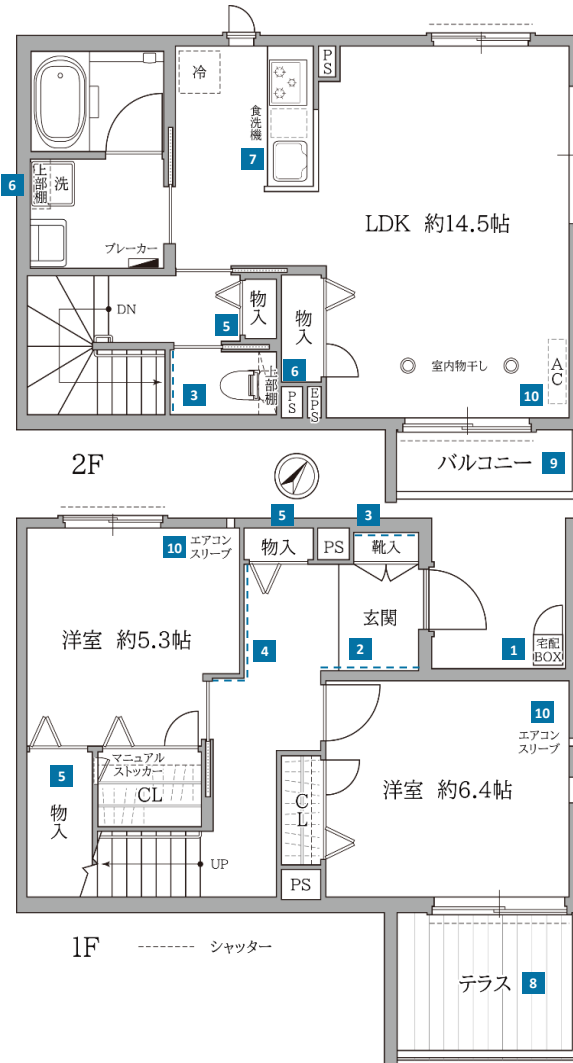 冷
PS
食洗機
7
6
上部棚
洗
ブレーカー
LDK 約14.5帖
DN
5
物入
物入
6
3
上部棚
PS
EPS
室内物干し
AC
10
2F
バルコニー 9
5
3
10 エアコン
スリーブ
物入
PS
靴入
玄関
2
1
宅配
BOX
洋室 約5.3帖
4
10
エアコン
スリーブ
5
物入
マニュアル
ストッカー
CL
CL
洋室 約6.4帖
UP
PS
1F
シャッター
テラス 8